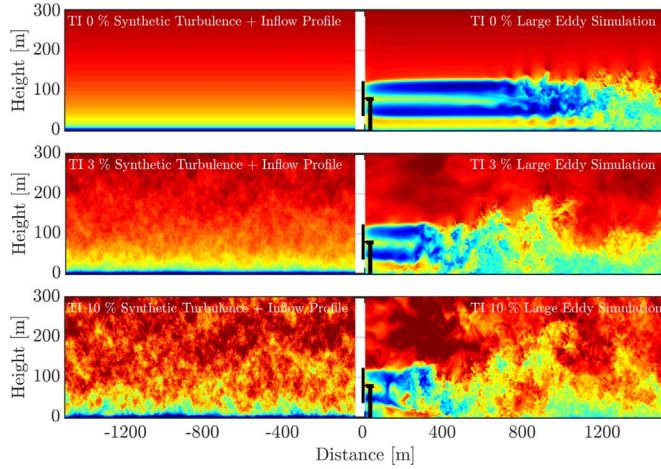 300
200
100
0
Height [m]
TI 0 % Synthetic Turbulence + Inflow Profile
TI 0 % Large Eddy Simulation
300
200
100
0
Height [m]
TI 3 % Synthetic Turbulence + Inflow Profile
TI 3 % Large Eddy Simulation
300
200
100
0
Height [m]
TI 10 % Synthetic Turbulence + Inflow Profile
TI 10 % Large Eddy Simulation
-1200 -800 -400 0 400 800 1200
Distance [m]